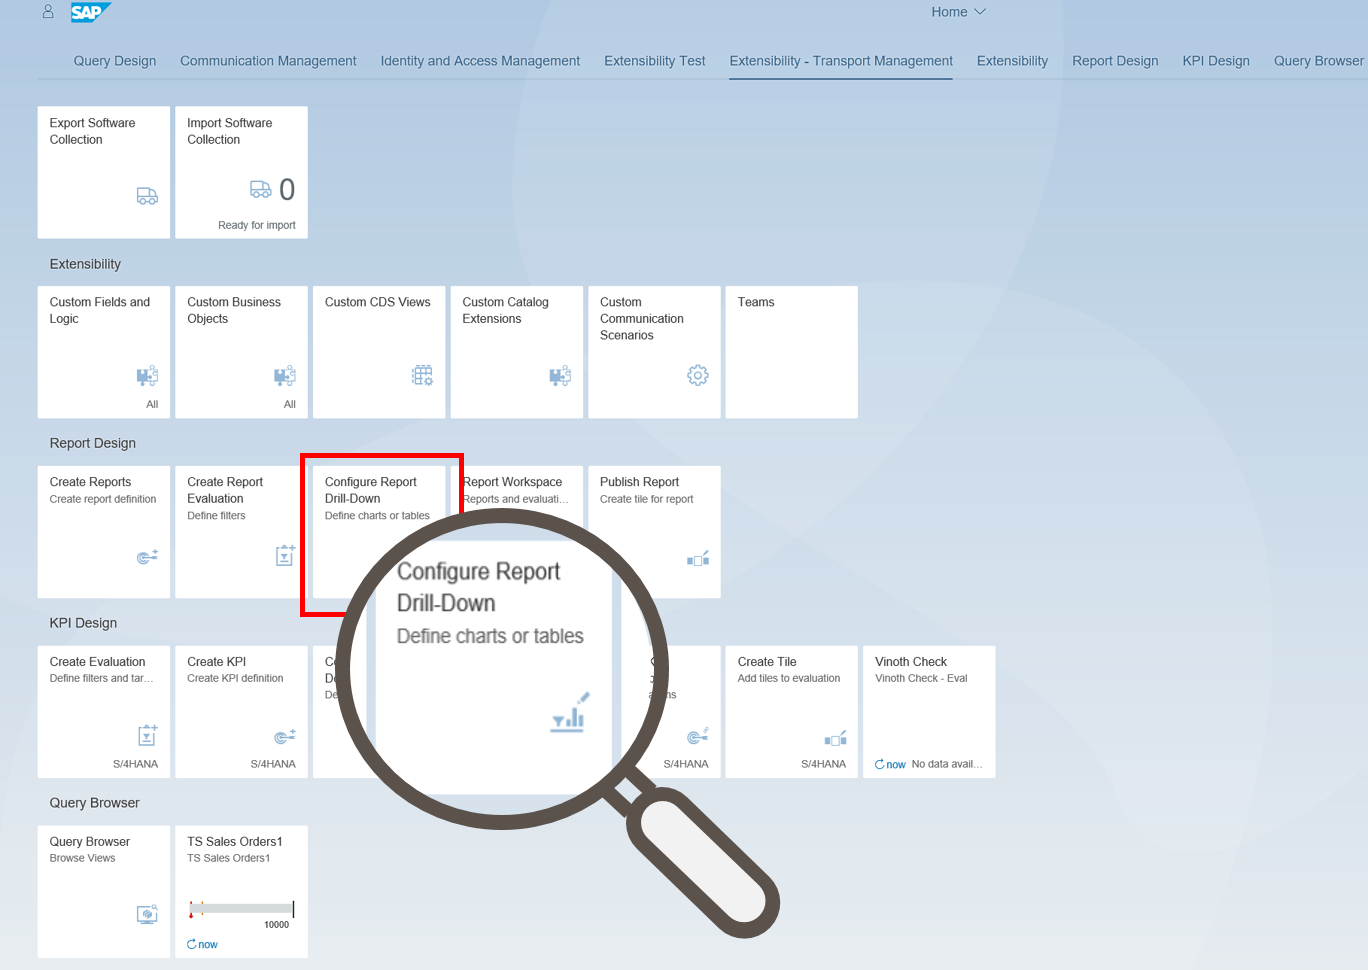 SAP
Home
Query Design
Communication Management
Identity and Access Management
Extensibility Test
Extensibility - Transport Management
Extensibility
Report Design
KPI Design
Query Browser
Export Software
Collection
Import Software
Collection
0
Ready for import
Extensibility
Custom Fields and
Logic
All
Custom Business
Objects
All
Custom CDS Views
Custom Catalog
Extensions
Custom
Communication
Scenarios
Teams
Report Design
Create Reports
Create report definition
Create Report
Evaluation
Define filters
Configure Report
Drill-Down
Define charts or tables
Report Workspace
Reports and evaluati...
Publish Report
Create tile for report
Configure Report
Drill-Down
Define charts or tables
KPI Design
Create Evaluation
Define filters and tar...
S/4HANA
Create KPI
Create KPI definition
S/4HANA
S/4HANA
Create Tile
Add tiles to evaluation
S/4HANA
Vinoth Check
Vinoth Check - Eval
now No data avail...
Query Browser
Query Browser
Browse Views
TS Sales Orders1
TS Sales Orders1
10000
now